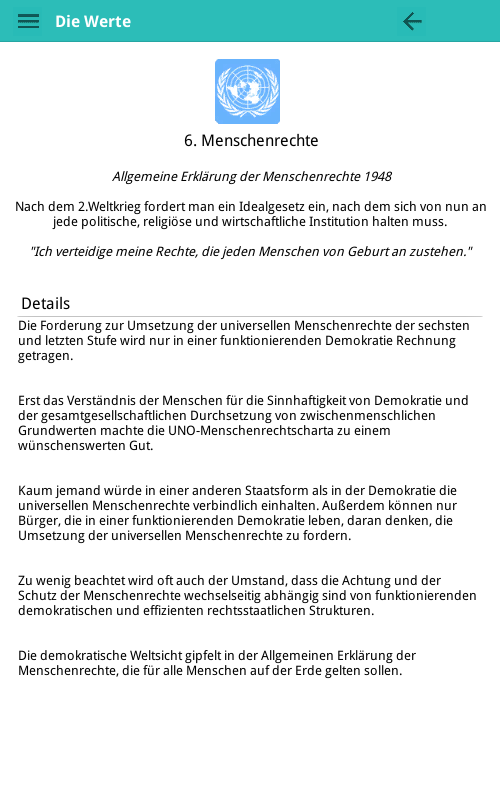 Die Werte
6. Menschenrechte
Allgemeine Erklärung der Menschenrechte 1948
Nach dem 2.Weltkrieg fordert man ein Idealgesetz ein, nach dem sich von nun an
jede politische, religiöse und wirtschaftliche Institution halten muss.
"Ich verteidige meine Rechte, die jeden Menschen von Geburt an zustehen."
Details
Die Forderung zur Umsetzung der universellen Menschenrechte der sechsten
und letzten Stufe wird nur in einer funktionierenden Demokratie Rechnung
getragen.
Erst das Verständnis der Menschen für die Sinnhaftigkeit von Demokratie und
der gesamtgesellschaftlichen Durchsetzung von zwischenmenschlichen
Grundwerten machte die UNO-Menschenrechtscharta zu einem
wünschenswerten Gut.
Kaum jemand würde in einer anderen Staatsform als in der Demokratie die
universellen Menschenrechte verbindlich einhalten. Außerdem können nur
Bürger, die in einer funktionierenden Demokratie leben, daran denken, die
Umsetzung der universellen Menschenrechte zu fordern.
Zu wenig beachtet wird oft auch der Umstand, dass die Achtung und der
Schutz der Menschenrechte wechselseitig abhängig sind von funktionierenden
demokratischen und effizienten rechtsstaatlichen Strukturen.
Die demokratische Weltsicht gipfelt in der Allgemeinen Erklärung der
Menschenrechte, die für alle Menschen auf der Erde gelten sollen.